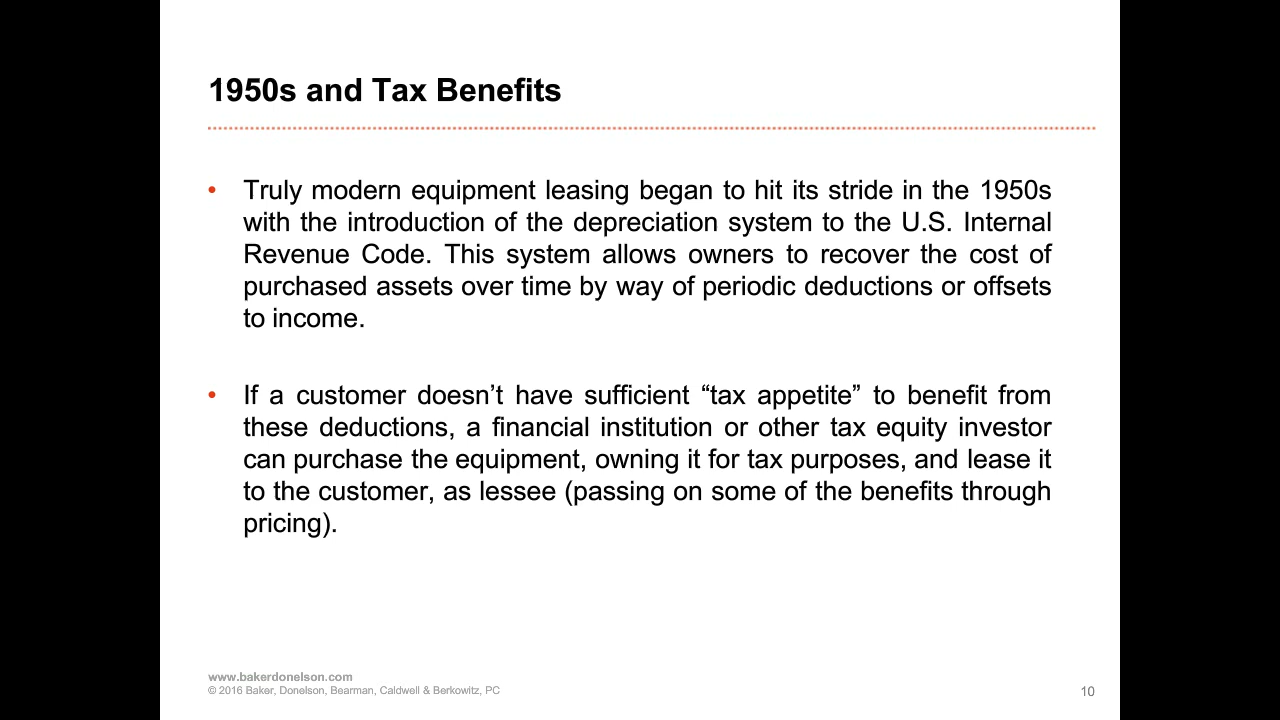 1950s and Tax Benefits
• Truly modern equipment leasing began to hit its stride in the 1950s
with the introduction of the depreciation system to the U.S. Internal
Revenue Code. This system allows owners to recover the cost of
purchased assets over time by way of periodic deductions or offsets
to income.
• If a customer doesn’t have sufficient “tax appetite” to benefit from
these deductions, a financial institution or other tax equity investor
can purchase the equipment, owning it for tax purposes, and lease it
to the customer, as lessee (passing on some of the benefits through
pricing).
www.bakerdonelson.com
© 2016 Baker, Donelson, Bearman, Caldwell & Berkowitz, PC
10